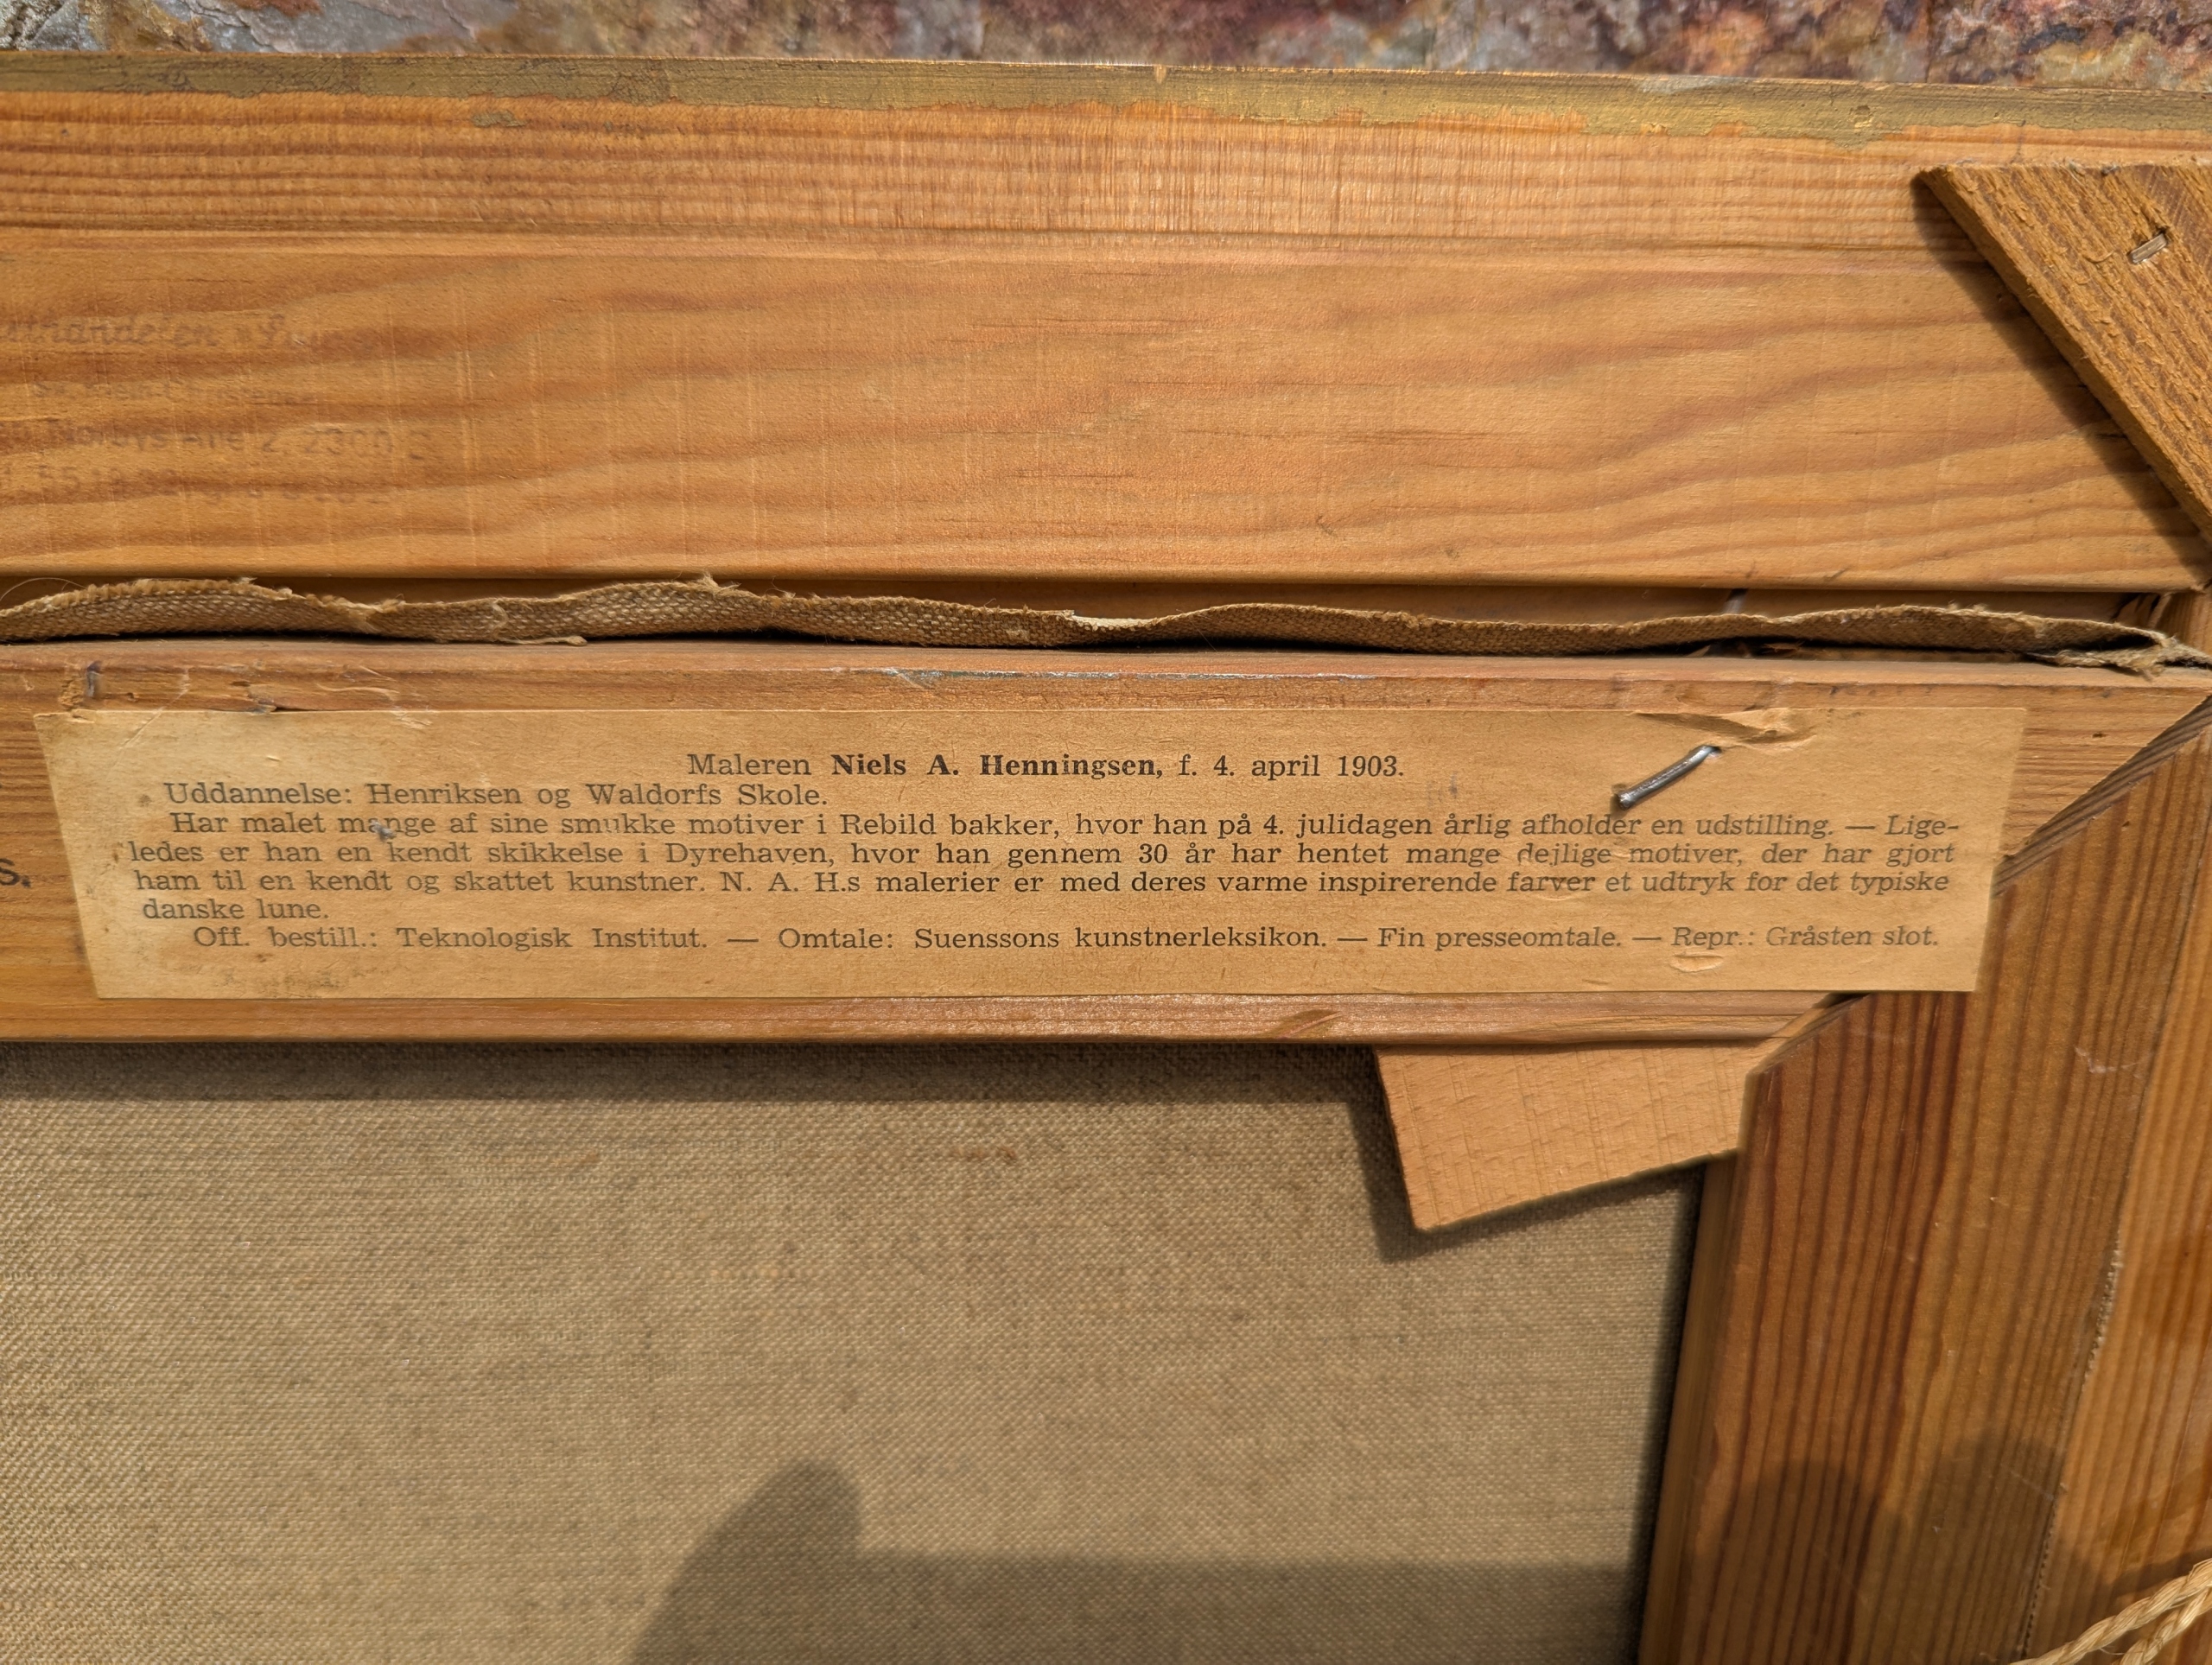 Norbys Alle 2, 2300 S
s.
Maleren Niels A. Henningsen, f. 4. april 1903.
Uddannelse: Henriksen og Waldorfs Skole.
Har malet mange af sine smukke motiver i Rebild bakker, hvor han på 4. julidagen årlig afholder en udstilling. — Lige-
ledes er han en kendt skikkelse i Dyrehaven, hvor han gennem 30 år har hentet mange dejlige motiver, der har gjort
ham til en kendt og skattet kunstner. N. A. H.s malerier er med deres varme inspirerende farver et udtryk for det typiske
danske lune.
Off. bestill.: Teknologisk Institut. — Omtale: Suenssons kunstnerleksikon. — Fin presseomtale. — Repr.: Gråsten slot.